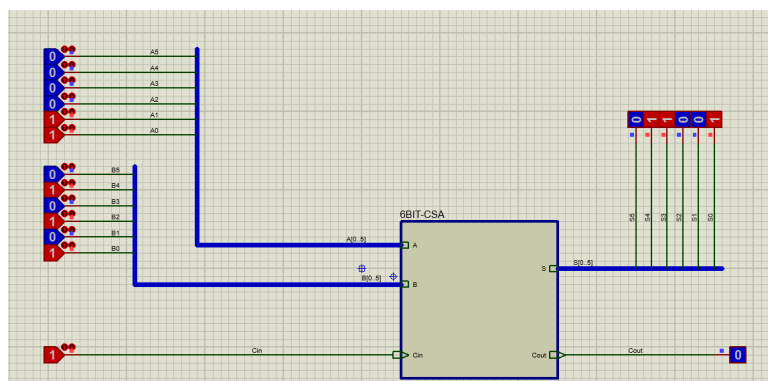 0 A5
0 A4
0 A3
0 A2
1 A1
1 A0
0 1 1 0 0 1
S5 S4 S3 S2 S1 S0
0 B5
1 B4
0 B3
1 B2
0 B1
1 B0
6BIT-CSA
A[0..5] A
S S[0..5]
B[0..5] B
1 Cin Cin
Cout Cout 0